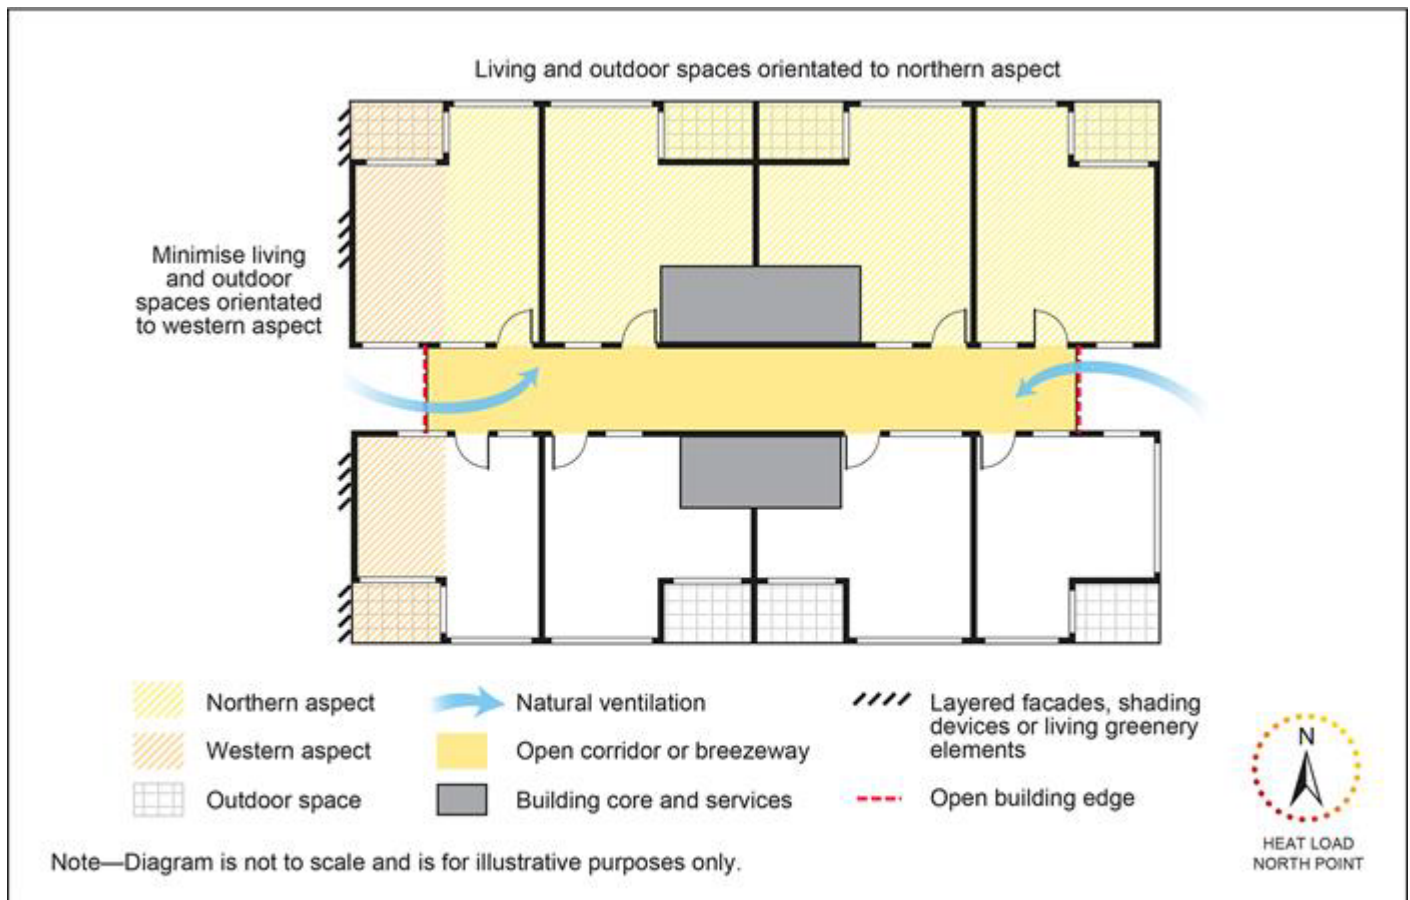 Living and outdoor spaces orientated to northern aspect
Minimise living
and outdoor
spaces orientated
to western aspect
Northern aspect
Western aspect
Outdoor space
Natural ventilation
Open corridor or breezeway
Building core and services
Layered facades, shading
devices or living greenery
elements
Open building edge
N
HEAT LOAD
NORTH POINT
Note—Diagram is not to scale and is for illustrative purposes only.